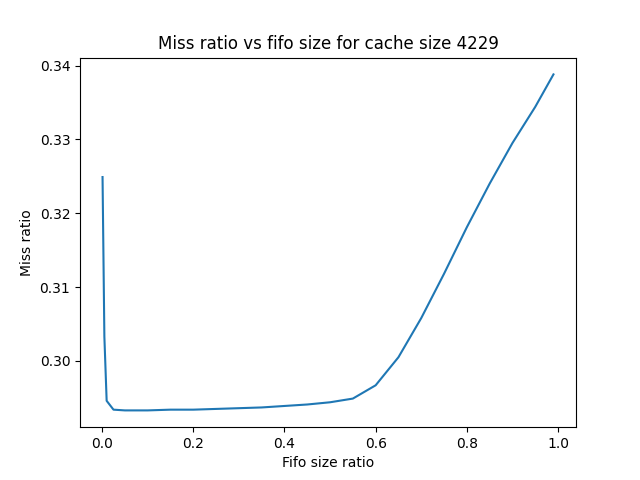 Miss ratio vs fifo size for cache size 4229
0.34
0.33
0.32
0.31
0.30
Miss ratio
0.0 0.2 0.4 0.6 0.8 1.0
Fifo size ratio